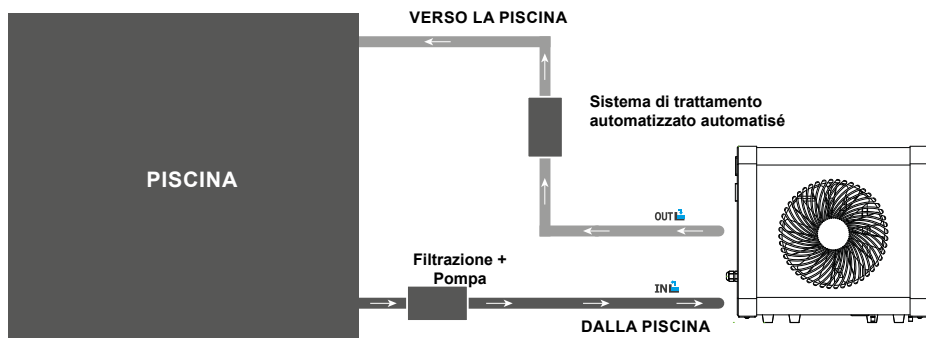 VERSO LA PISCINA
Sistema di trattamento
automatizzato automatisé
PISCINA
OUT
Filtrazione +
Pompa
IN
DALLA PISCINA